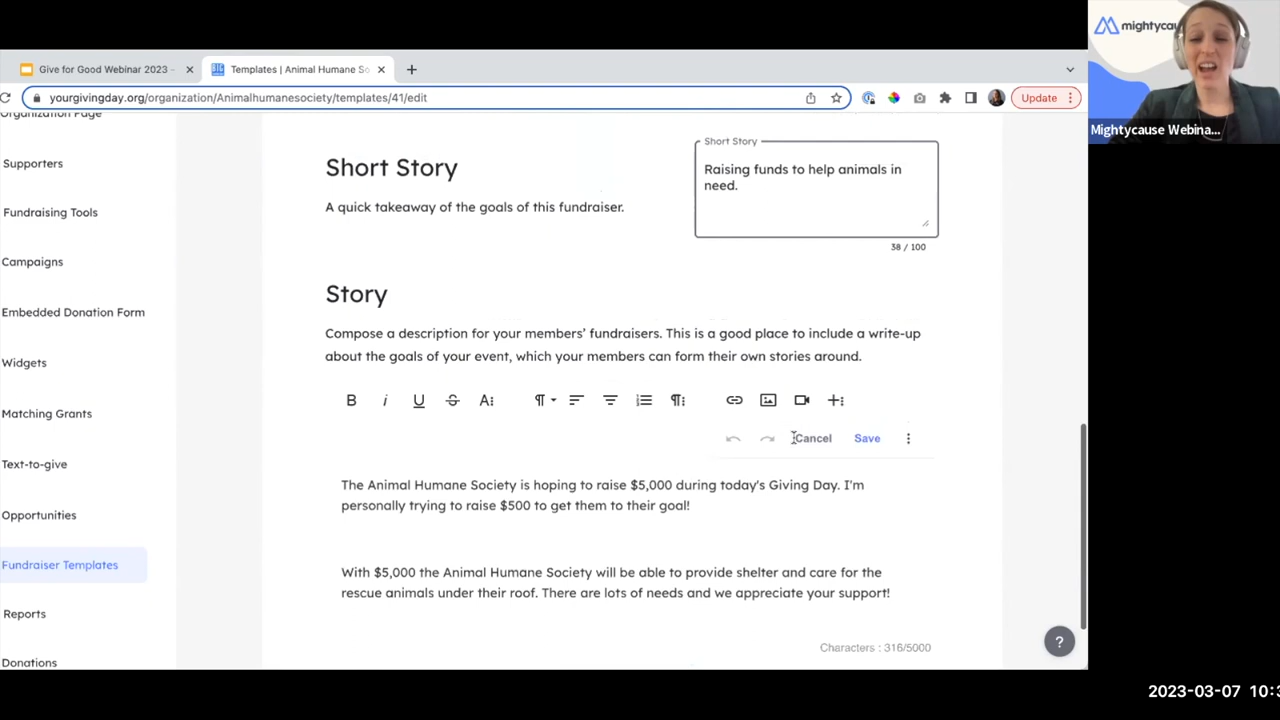 Give for Good Webinar 2023 -
Templates | Animal Humane So
yourgivingday.org/organization/Animalhumanesociety/templates/41/edit
Update
mightycau
Mightycause Webina...
Organization Page
Supporters
Fundraising Tools
Campaigns
Embedded Donation Form
Widgets
Matching Grants
Text-to-give
Opportunities
Fundraiser Templates
Reports
Donations
Short Story
A quick takeaway of the goals of this fundraiser.
Short Story
Raising funds to help animals in
need.
38 / 100
Story
Compose a description for your members’ fundraisers. This is a good place to include a write-up
about the goals of your event, which your members can form their own stories around.
Cancel
Save
The Animal Humane Society is hoping to raise $5,000 during today's Giving Day. I'm
personally trying to raise $500 to get them to their goal!
With $5,000 the Animal Humane Society will be able to provide shelter and care for the
rescue animals under their roof. There are lots of needs and we appreciate your support!
Characters : 316/5000
?
2023-03-07 10:3